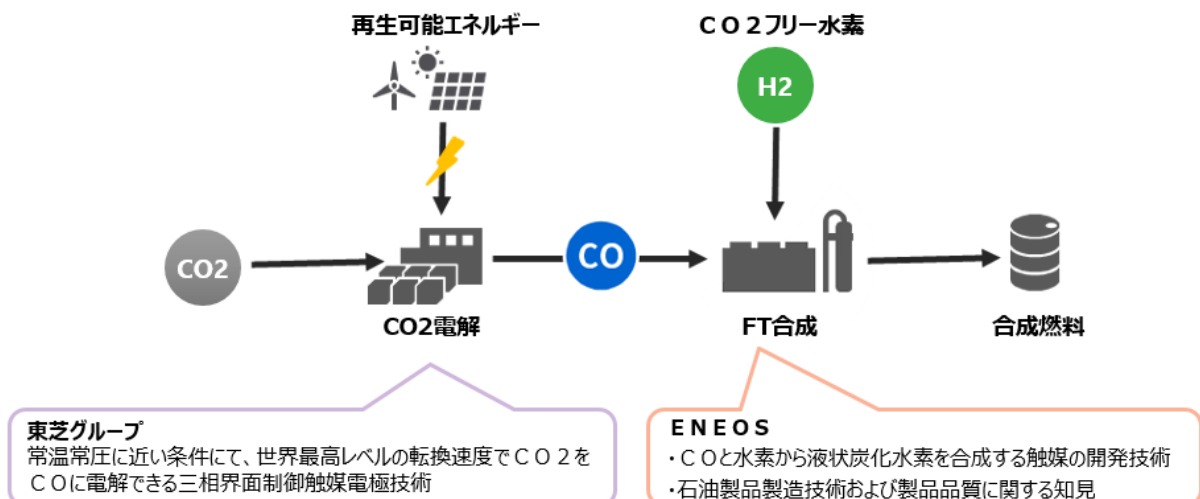 再生可能エネルギー
ＣＯ２フリー水素
H2
CO2
CO
CO2電解
FT合成
合成燃料
東芝グループ
常温常圧に近い条件にて、世界最高レベルの転換速度でＣＯ２を
ＣＯに電解できる三相界面制御触媒電極技術
ＥＮＥＯＳ
・ＣＯと水素から液状炭化水素を合成する触媒の開発技術
・石油製品製造技術および製品品質に関する知見